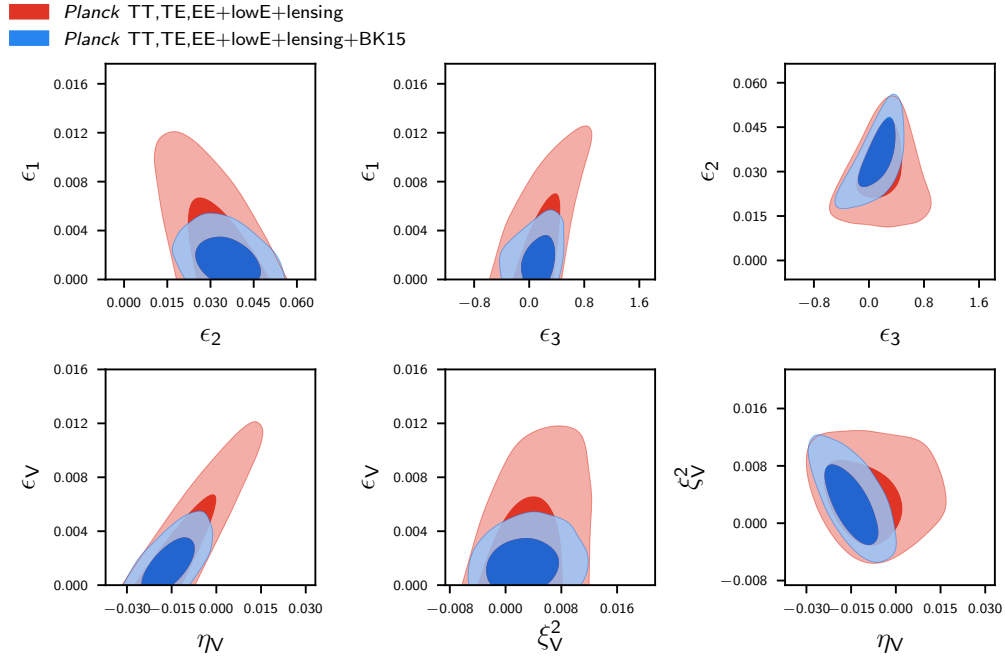 Planck TT,TE,EE+lowE+lensing
Planck TT,TE,EE+lowE+lensing+BK15
0.016
0.012
0.008
0.004
0.000
ϵ1
0.000 0.015 0.030 0.045 0.060
ϵ2
0.016
0.012
0.008
0.004
0.000
ϵ1
−0.8 0.0 0.8 1.6
ϵ3
0.060
0.045
0.030
0.015
0.000
ϵ2
−0.8 0.0 0.8 1.6
ϵ3
0.016
0.012
0.008
0.004
0.000
ϵV
−0.030 −0.015 0.000 0.015 0.030
ηV
0.016
0.012
0.008
0.004
0.000
ϵV
−0.008 0.000 0.008 0.016
ξ²V
0.016
0.008
0.000
−0.008
ξ²V
−0.030 −0.015 0.000 0.015 0.030
ηV